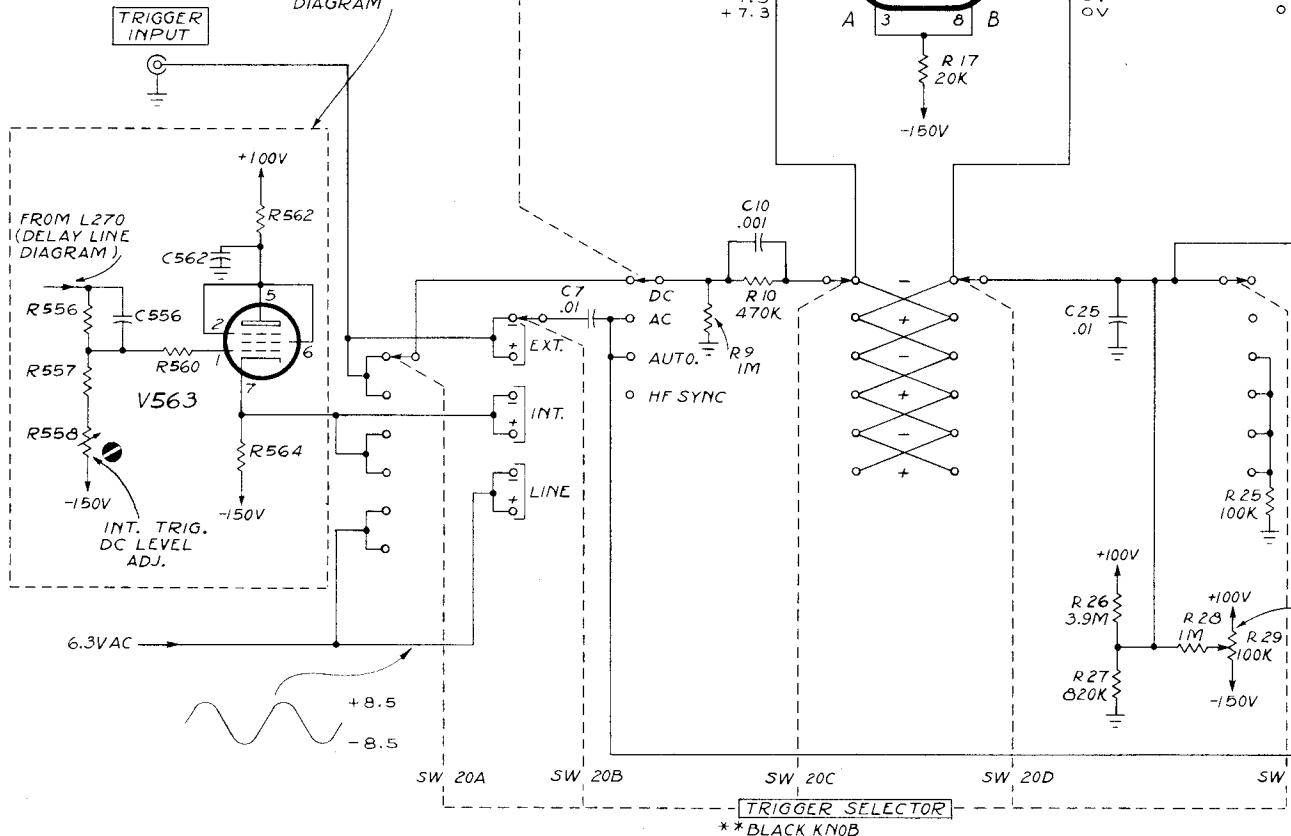 DIAGRAM
TRIGGER
INPUT
+7.3
A
3
8
B
0V
0
R17
20K
-150V
+100V
R562
FROM L270
(DELAY LINE
DIAGRAM)
C562
R556
C556
5
2
1
6
7
R560
R557
V563
R558
R564
-150V
-150V
INT. TRIG.
DC LEVEL
ADJ.
6.3VAC
+8.5
-8.5
C7
.01
-
+
EXT.
-
+
INT.
-
+
LINE
DC
AC
AUTO.
HF SYNC
R9
1M
C10
.001
R10
470K
-
+
-
+
-
+
C25
.01
R25
100K
+100V
R26
3.9M
R27
820K
R28
1M
+100V
R29
100K
-150V
SW 20A
SW 20B
SW 20C
SW 20D
SW
TRIGGER SELECTOR
**BLACK KNOB